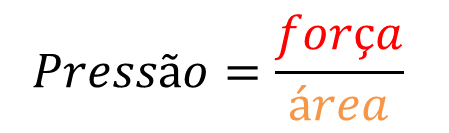 Pressão = força
área